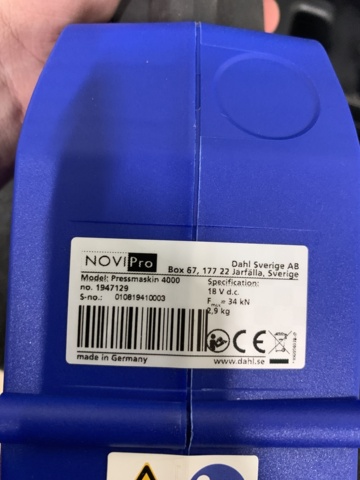 NOVIPro
Dahl Sverige AB
Box 67, 177 22 Järfälla, Sverige
Model: Pressmaskin 4000
no. 1947129
S-no.: 010819410003
Specification:
18 V d.c.
Fmax= 34 kN
2,9 kg
CE
made in Germany
www.dahl.se